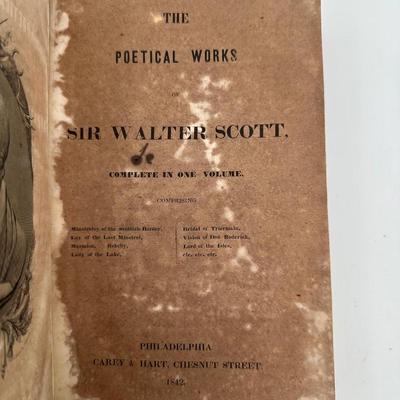 THE
POETICAL WORKS
OF
SIR WALTER SCOTT,
COMPLETE IN ONE VOLUME.
COMPRISING
Minstrelsy of the Scottish Border,
Lay of the Last Minstrel,
Marmion, Rokeby,
Lady of the Lake,
Bridal of Triermain,
Vision of Don Roderick,
Lord of the Isles,
etc. etc. etc.
PHILADELPHIA
CAREY & HART, CHESNUT STREET.
1842.